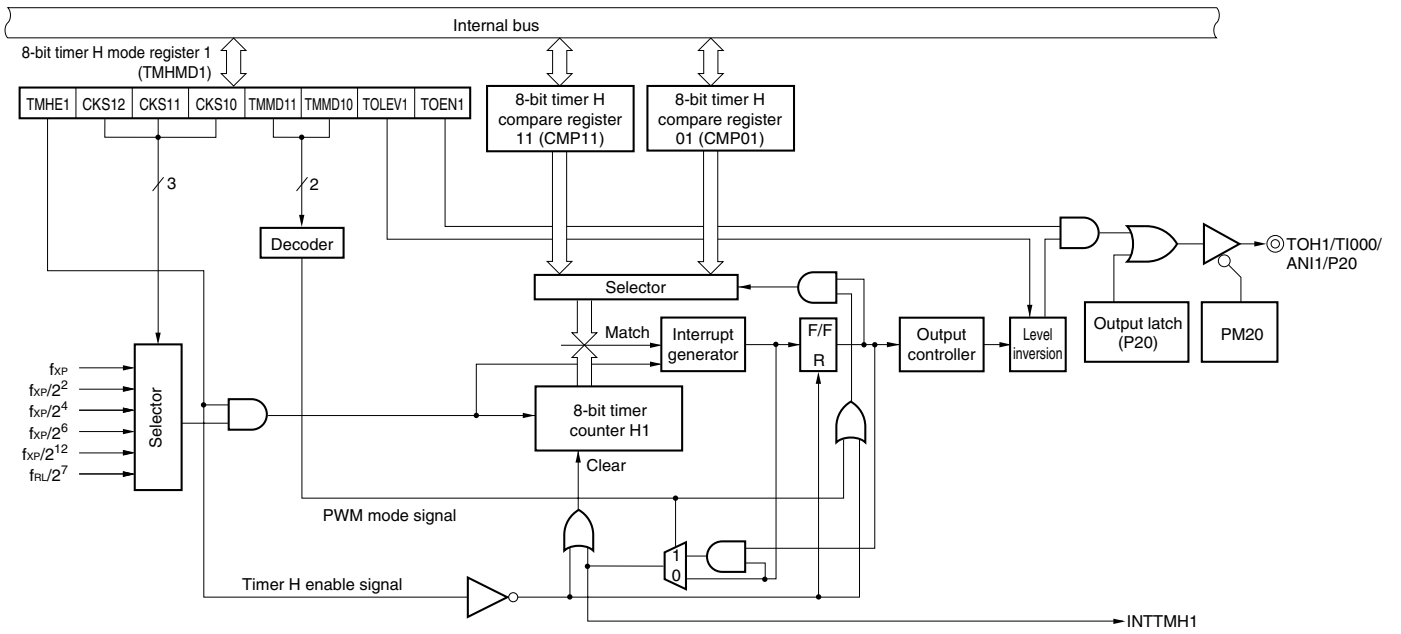 Internal bus
8-bit timer H mode register 1
(TMHMD1)
TMHE1 CKS12 CKS11 CKS10 TMMD11 TMMD10 TOLEV1 TOEN1
8-bit timer H
compare register
11 (CMP11)
8-bit timer H
compare register
01 (CMP01)
3
2
Decoder
TOH1/TI000/
ANI1/P20
Selector
Match
Interrupt
generator
F/F
R
Output
controller
Level
inversion
Output latch
(P20)
PM20
fXP
fXP/2²
fXP/2⁴
fXP/2⁶
fXP/2¹²
fRL/2⁷
Selector
8-bit timer
counter H1
Clear
PWM mode signal
1
0
Timer H enable signal
INTTMH1